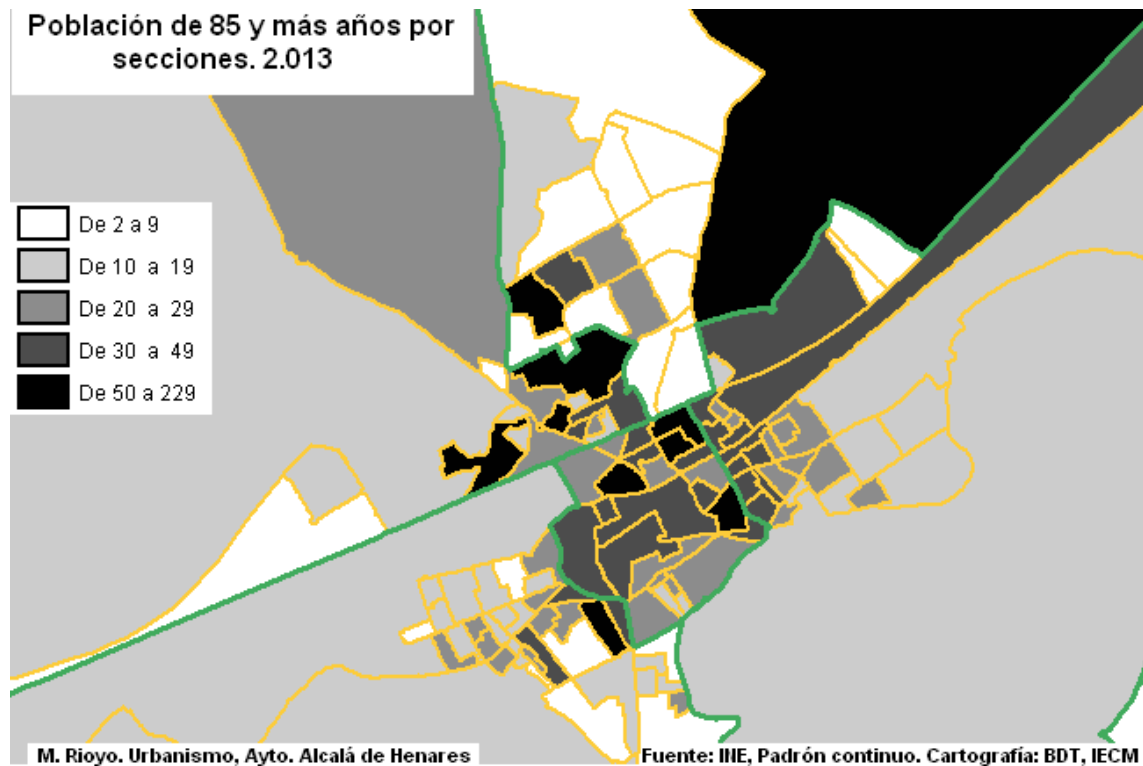 Población de 85 y más años por
secciones. 2.013
De 2 a 9
De 10 a 19
De 20 a 29
De 30 a 49
De 50 a 229
M. Rioyo. Urbanismo, Ayto. Alcalá de Henares
Fuente: INE, Padrón continuo. Cartografía: BDT, IECM